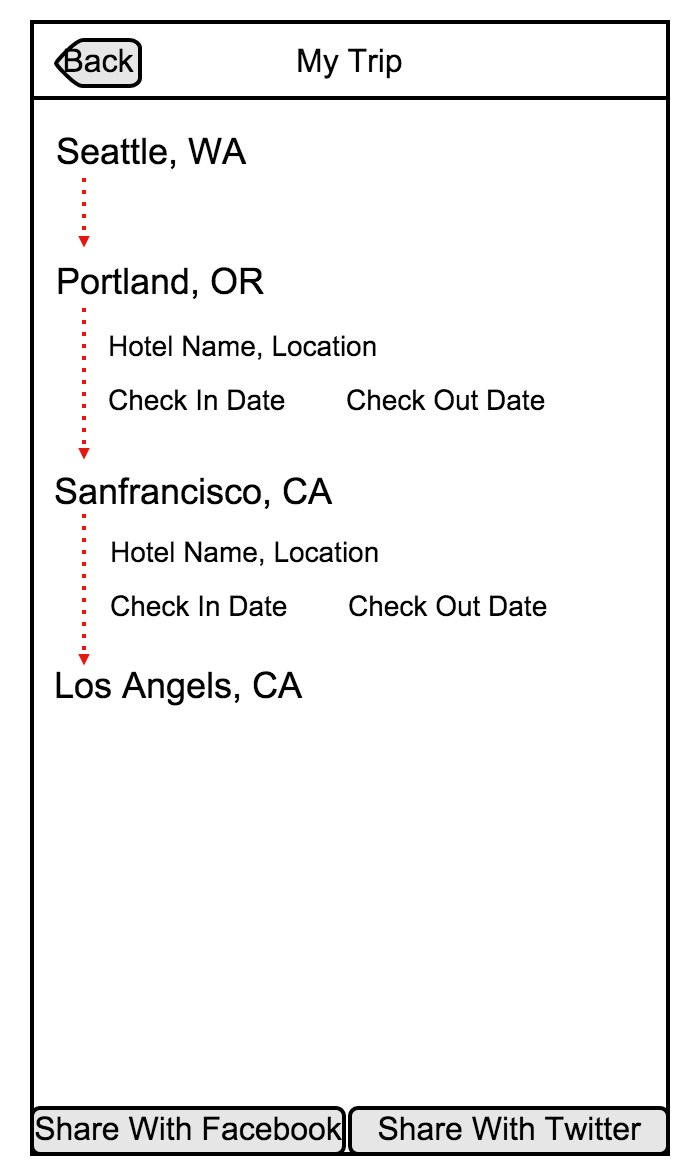 Back
My Trip
Seattle, WA
Portland, OR
Hotel Name, Location
Check In Date Check Out Date
Sanfrancisco, CA
Hotel Name, Location
Check In Date Check Out Date
Los Angels, CA
Share With Facebook
Share With Twitter